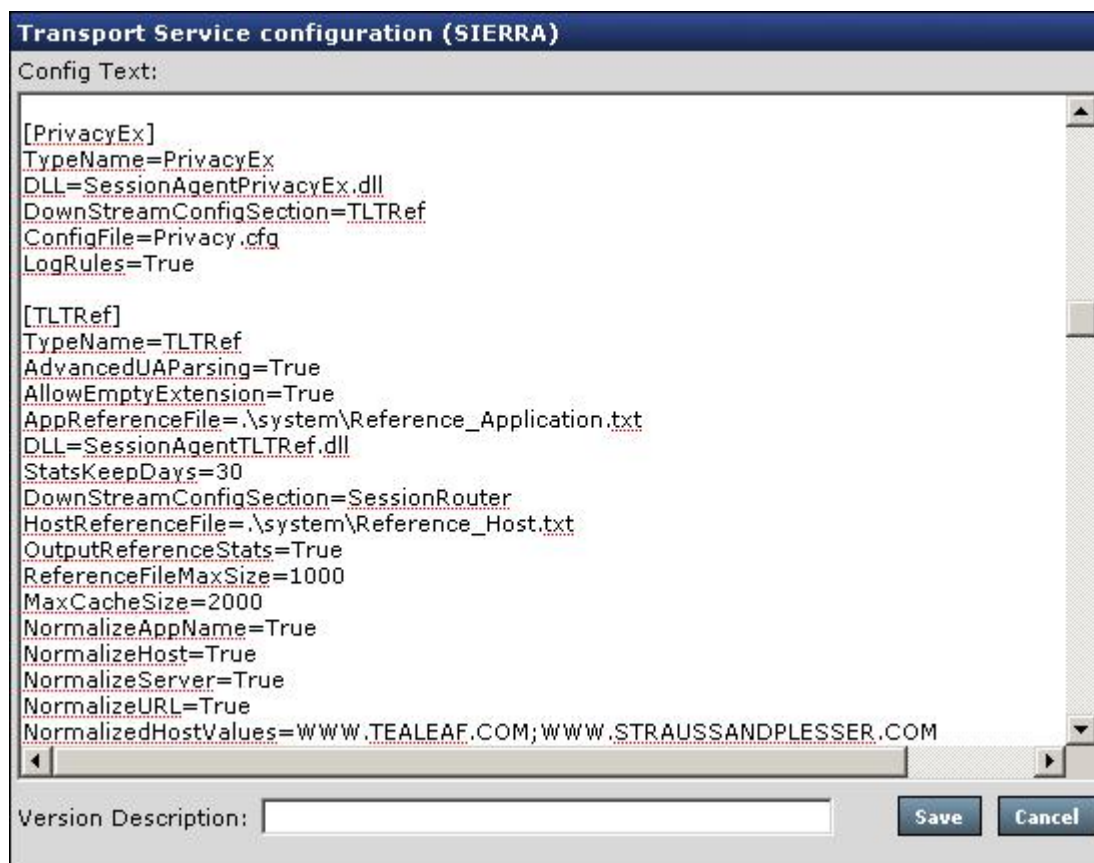 Transport Service configuration (SIERRA)
Config Text:
[PrivacyEx]
TypeName=PrivacyEx
DLL=SessionAgentPrivacyEx.dll
DownStreamConfigSection=TLTRef
ConfigFile=Privacy.cfg
LogRules=True
[TLTRef]
TypeName=TLTRef
AdvancedUAParsing=True
AllowEmptyExtension=True
AppReferenceFile=.\system\Reference_Application.txt
DLL=SessionAgentTLTRef.dll
StatsKeepDays=30
DownStreamConfigSection=SessionRouter
HostReferenceFile=.\system\Reference_Host.txt
OutputReferenceStats=True
ReferenceFileMaxSize=1000
MaxCacheSize=2000
NormalizeAppName=True
NormalizeHost=True
NormalizeServer=True
NormalizeURL=True
NormalizedHostValues=WWW.TEALEAF.COM;WWW.STRAUSSANDPLESSER.COM
Version Description: Save Cancel